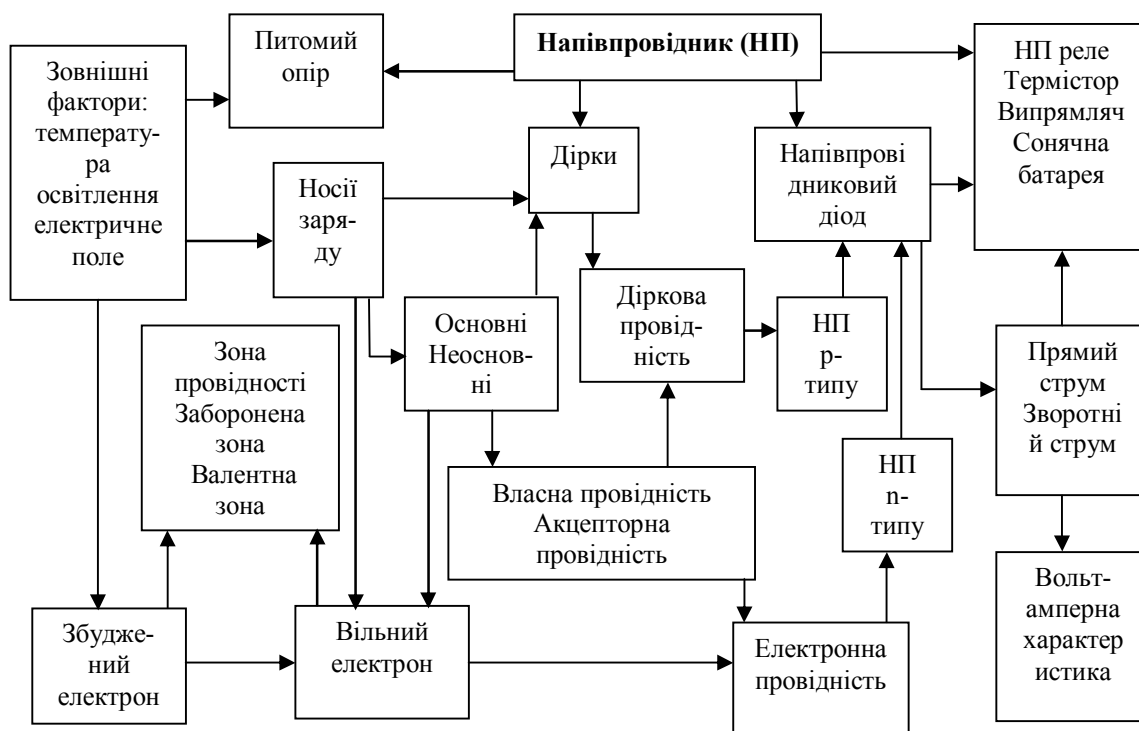 Питомий
опір
Напівпровідник (НП)
НП реле
Термістор
Випрямляч
Сонячна
батарея
Зовнішні
фактори:
температу-
ра
освітлення
електричне
поле
Дірки
Напівпрові
дниковий
діод
Носії
заря-
ду
Основні
Неоснов-
ні
Діркова
провід-
ність
НП
р-
типу
Прямий
струм
Зворотні
й струм
Зона
провідності
Заборонена
зона
Валентна
зона
НП
n-
типу
Власна провідність
Акцепторна
провідність
Вольт-
амперна
характер
истика
Збудже-
ний
електрон
Вільний
електрон
Електронна
провідність